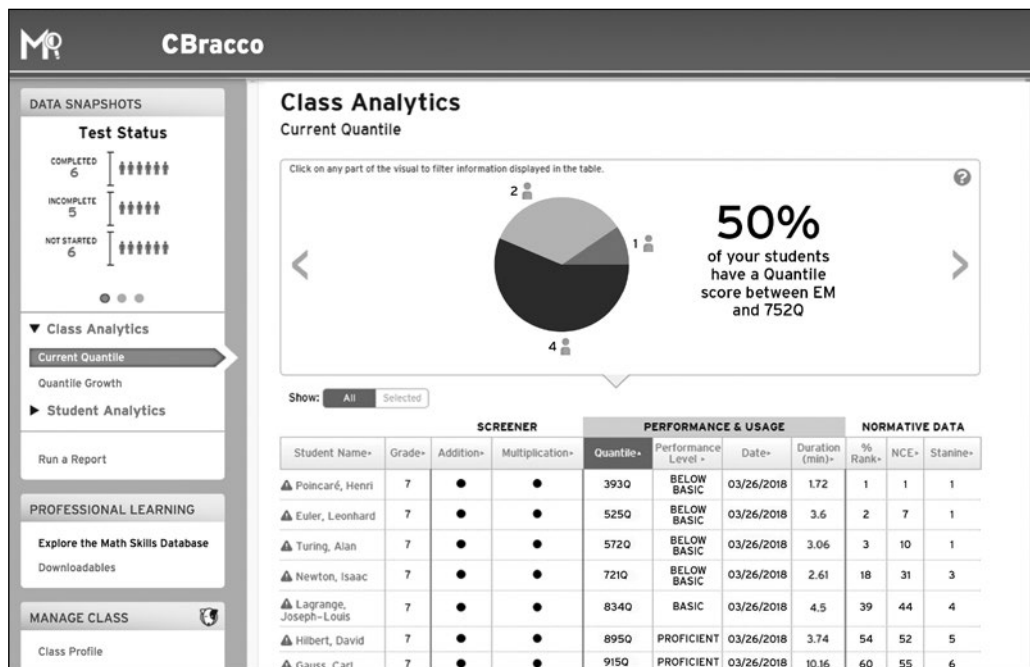 CBracco
DATA SNAPSHOTS
Test Status
COMPLETED
6
INCOMPLETE
5
NOT STARTED
6
▼ Class Analytics
Current Quantile
Quantile Growth
► Student Analytics
Run a Report
PROFESSIONAL LEARNING
Explore the Math Skills Database
Downloadables
MANAGE CLASS
Class Profile
Class Analytics
Current Quantile
Click on any part of the visual to filter information displayed in the table.
?
2
1
4
50%
of your students
have a Quantile
score between EM
and 752Q
Show: All Selected
SCREENER PERFORMANCE & USAGE NORMATIVE DATA
Student Name Grade Addition Multiplication Quantile Performance Level Date Duration (min) % Rank NCE Stanine
Poincaré, Henri 7 ● ● 393Q BELOW BASIC 03/26/2018 1.72 1 1 1
Euler, Leonhard 7 ● ● 525Q BELOW BASIC 03/26/2018 3.6 2 7 1
Turing, Alan 7 ● ● 572Q BELOW BASIC 03/26/2018 3.06 3 10 1
Newton, Isaac 7 ● ● 721Q BELOW BASIC 03/26/2018 2.61 18 31 3
Lagrange, Joseph-Louis 7 ● ● 834Q BASIC 03/26/2018 4.5 39 44 4
Hilbert, David 7 ● ● 895Q PROFICIENT 03/26/2018 3.74 54 52 5
Gauss, Carl 7 ● ● 915Q PROFICIENT 03/26/2018 10.16 60 55 6